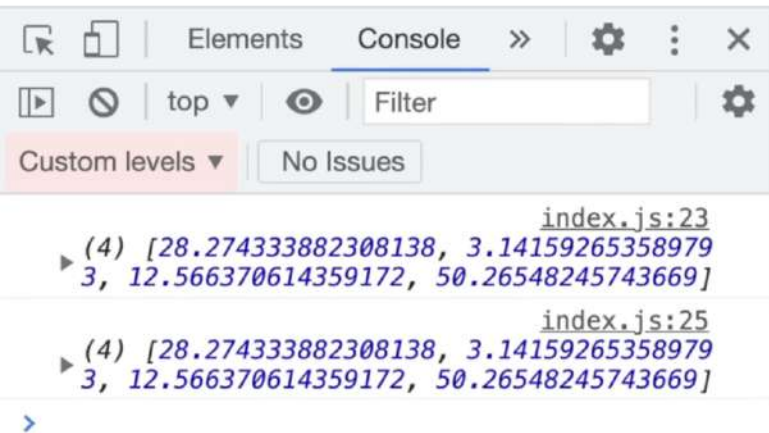 Elements Console »
top ▼ Filter
Custom levels ▼ No Issues
index.js:23
(4) [28.274333882308138, 3.14159265358979
3, 12.566370614359172, 50.26548245743669]
index.js:25
(4) [28.274333882308138, 3.14159265358979
3, 12.566370614359172, 50.26548245743669]